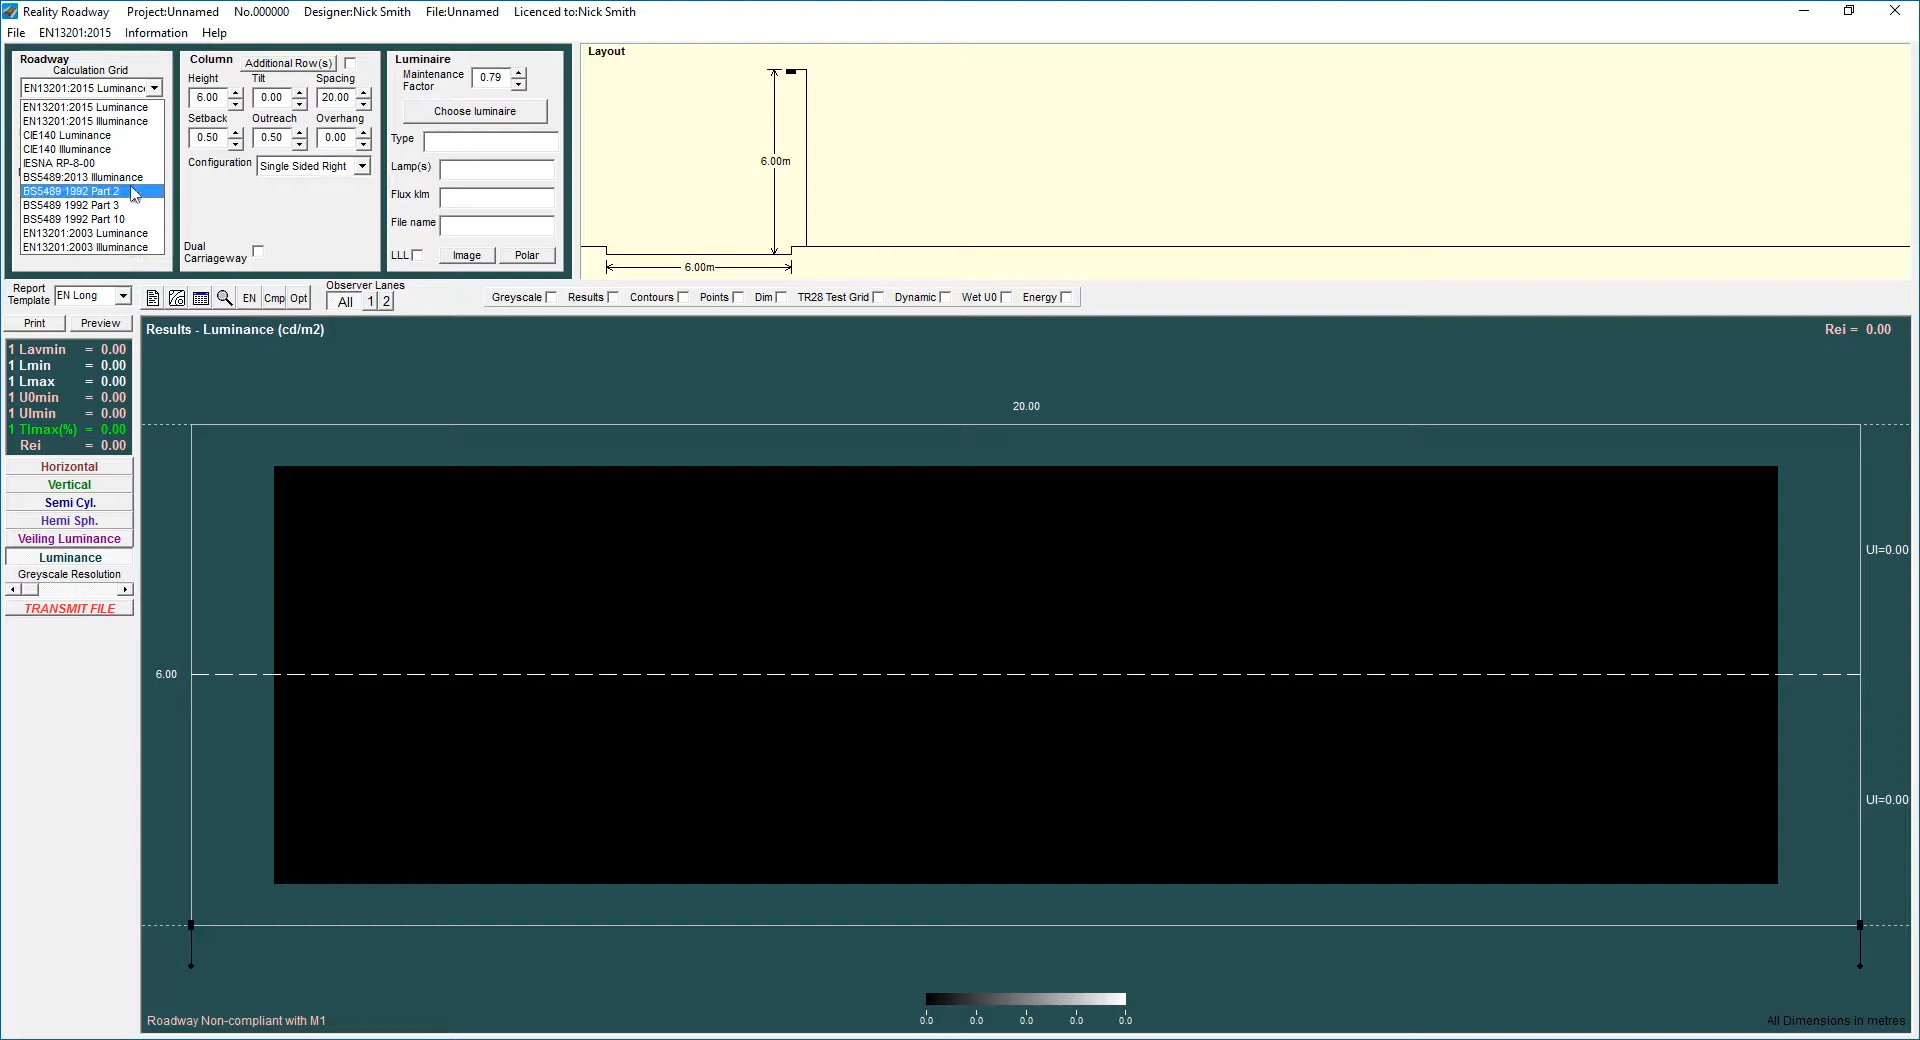 Reality Roadway Project:Unnamed No.000000 Designer:Nick Smith File:Unnamed Licenced to:Nick Smith
File EN13201:2015 Information Help
Roadway
Calculation Grid
EN13201:2015 Luminance
EN13201:2015 Luminance
EN13201:2015 Illuminance
CIE140 Luminance
CIE140 Illuminance
IESNA RP-8-00
BS5489:2013 Illuminance
BS5489 1992 Part 2
BS5489 1992 Part 3
BS5489 1992 Part 10
EN13201:2003 Luminance
EN13201:2003 Illuminance
Column Additional Row(s)
Height Tilt Spacing
6.00 0.00 20.00
Setback Outreach Overhang
0.50 0.50 0.00
Configuration Single Sided Right
Dual
Carriageway
Luminaire
Maintenance
Factor 0.79
Choose luminaire
Type
Lamp(s)
Flux klm
File name
LLL Image Polar
Layout
6.00m
6.00m
Report
Template EN Long
EN Cmp Opt
Observer Lanes
All 1 2
Greyscale Results Contours Points Dim TR28 Test Grid Dynamic Wet U0 Energy
Print Preview
1 Lavmin = 0.00
1 Lmin = 0.00
1 Lmax = 0.00
1 U0min = 0.00
1 UImin = 0.00
1 TImax(%) = 0.00
Rei = 0.00
Horizontal
Vertical
Semi Cyl.
Hemi Sph.
Veiling Luminance
Luminance
Greyscale Resolution
TRANSMIT FILE
Results - Luminance (cd/m2)
Rei = 0.00
20.00
UI=0.00
6.00
UI=0.00
0.0 0.0 0.0 0.0 0.0
Roadway Non-compliant with M1
All Dimensions in metres